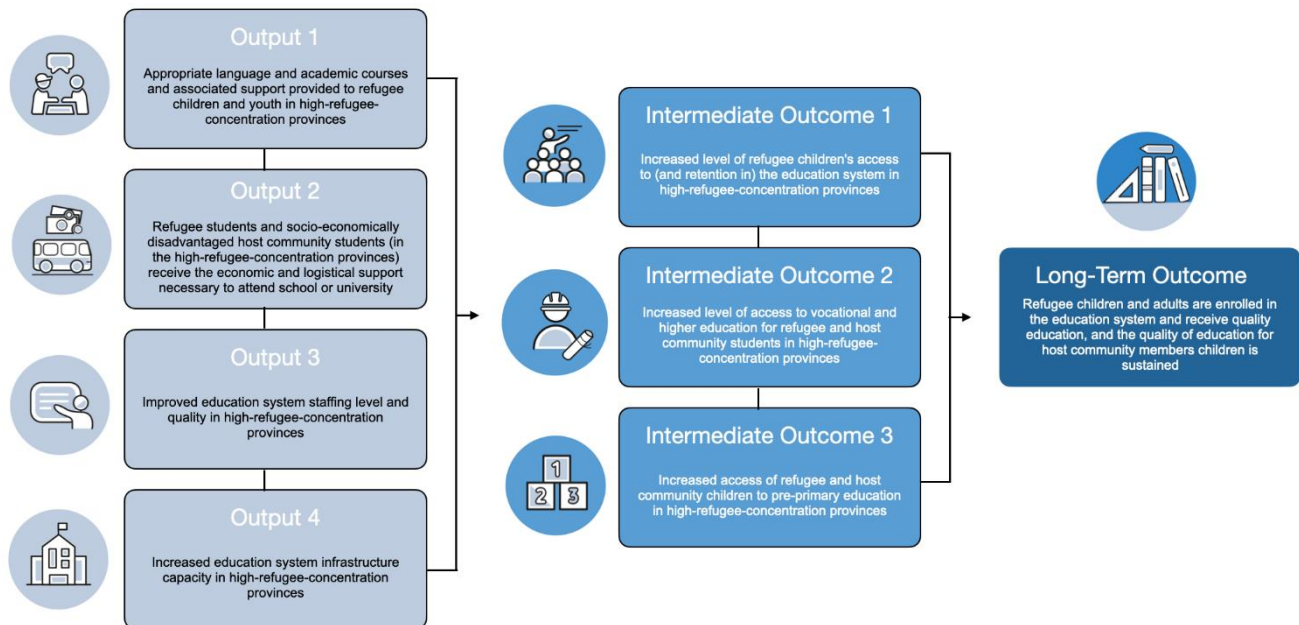 Output 1
Appropriate language and academic courses
and associated support provided to refugee
children and youth in high-refugee-
concentration provinces
Output 2
Refugee students and socio-economically
disadvantaged host community students (in
the high-refugee-concentration provinces)
receive the economic and logistical support
necessary to attend school or university
Output 3
Improved education system staffing level and
quality in high-refugee-concentration
provinces
Output 4
Increased education system infrastructure
capacity in high-refugee-concentration
provinces
Intermediate Outcome 1
Increased level of refugee children's access
to (and retention in) the education system in
high-refugee-concentration provinces
Intermediate Outcome 2
Increased level of access to vocational and
higher education for refugee and host
community students in high-refugee-
concentration provinces
1
2 3
Intermediate Outcome 3
Increased access of refugee and host
community children to pre-primary education
in high-refugee-concentration provinces
Long-Term Outcome
Refugee children and adults are enrolled in
the education system and receive quality
education, and the quality of education for
host community members children is
sustained